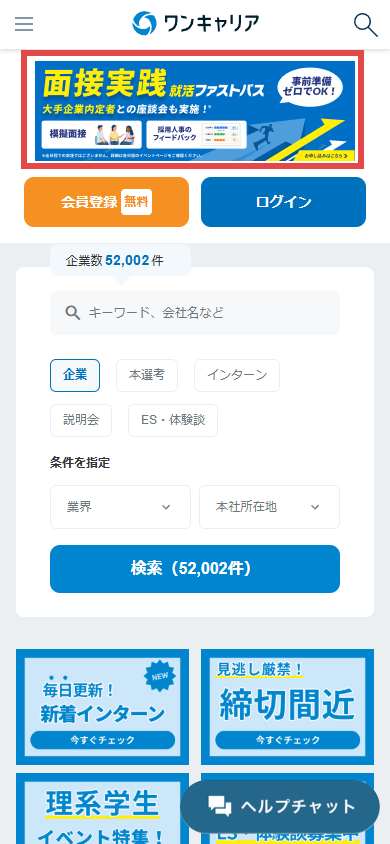 ワンキャリア
面接実践 就活ファストパス
事前準備
ゼロでOK！
大手企業内定者との座談会も実施！*
模擬面接
採用人事の
フィードバック
お申し込みはこちら
会員登録 無料
ログイン
企業数 52,002 件
キーワード、会社名など
企業
本選考
インターン
説明会
ES・体験談
条件を指定
業界
本社所在地
検索（52,002件）
毎日更新！
NEW
新着インターン
今すぐチェック
見逃し厳禁！
締切間近
今すぐチェック
理系学生
イベント特集！
ヘルプチャット